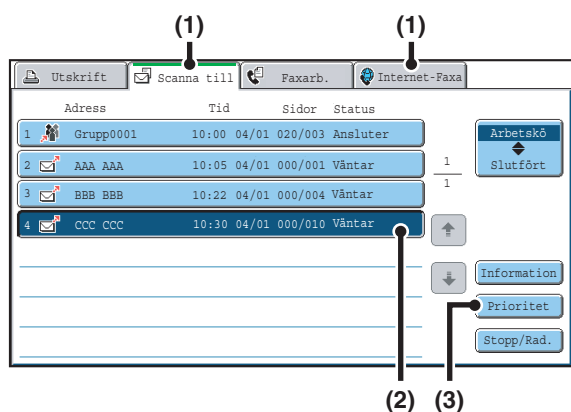 (1) (1)
Utskrift Scanna till Faxarb. Internet-Faxa
Adress Tid Sidor Status
1 Grupp0001 10:00 04/01 020/003 Ansluter
2 AAA AAA 10:05 04/01 000/001 Väntar
3 BBB BBB 10:22 04/01 000/004 Väntar
4 CCC CCC 10:30 04/01 000/010 Väntar
1
1
Arbetskö
Slutfört
Information
Prioritet
Stopp/Rad.
(2) (3)